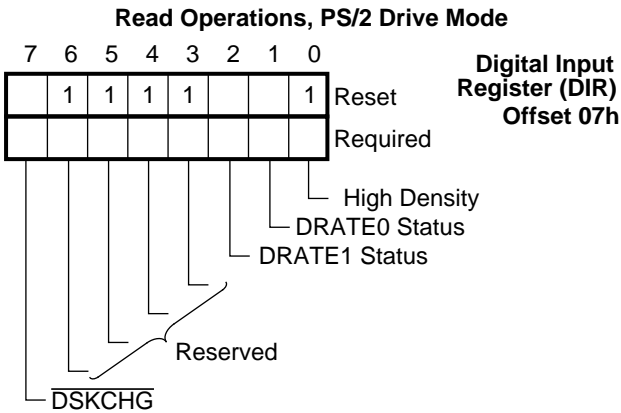 Read Operations, PS/2 Drive Mode
7 6 5 4 3 2 1 0
Digital Input
Register (DIR)
Offset 07h
1 1 1 1 1 Reset
Required
High Density
DRATE0 Status
DRATE1 Status
Reserved
DSKCHG